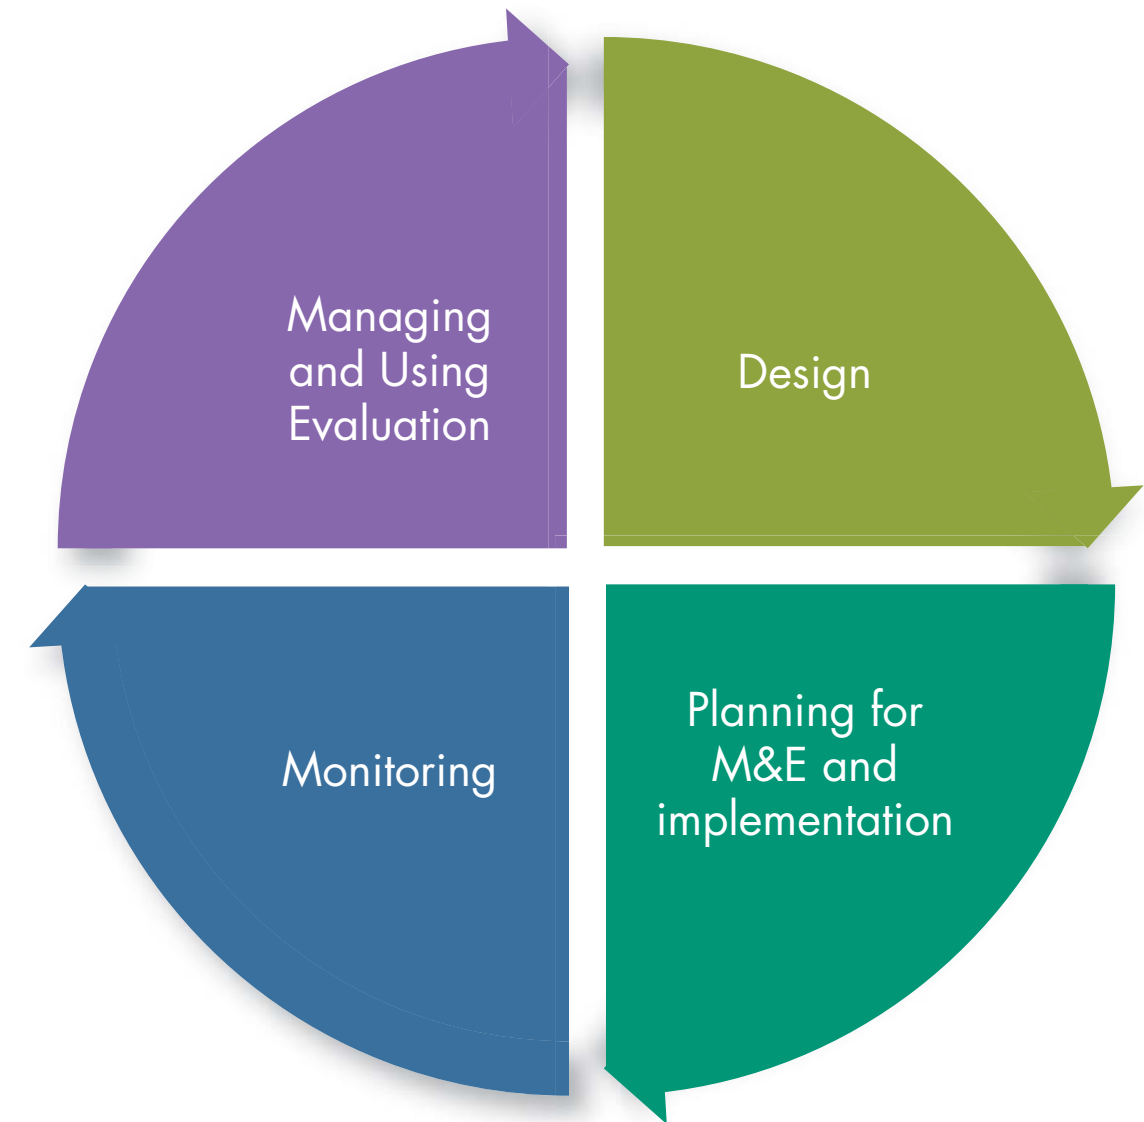 Managing
and Using
Evaluation
Design
Monitoring
Planning for
M&E and
implementation